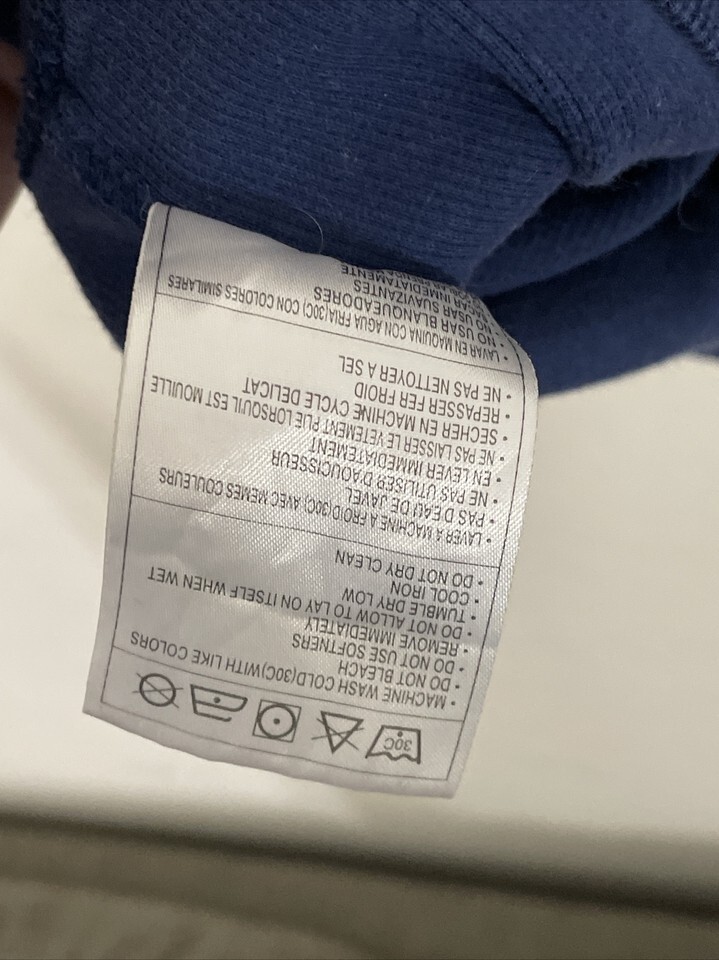 30C
• MACHINE WASH COLD(30C)WITH LIKE COLORS
• DO NOT BLEACH
• DO NOT USE SOFTNERS
• REMOVE IMMEDIATELY
• DO NOT ALLOW TO LAY ON ITSELF WHEN WET
• TUMBLE DRY LOW
• COOL IRON
• DO NOT DRY CLEAN
• LAVER A MACHINE A FROID(30C) AVEC MEMES COULEURS
• PAS D'EAU DE JAVEL
• NE PAS UTILISER D'AOUCISSEUR
• EN LEVER IMMEDIATEMENT
• NE PAS LAISSER LE VETEMENT PLIE LORSQU'IL EST MOUILLE
• SECHER EN MACHINE CYCLE DELICAT
• REPASSER FER FROID
• NE PAS NETTOYER A SEL
• LAVAR EN MAQUINA CON AGUA FRIA(30C) CON COLORES SIMILARES
• NO USAR BLANQUEADORES
• NO USAR SUAVIZANTES
INMEDIATAMENTE